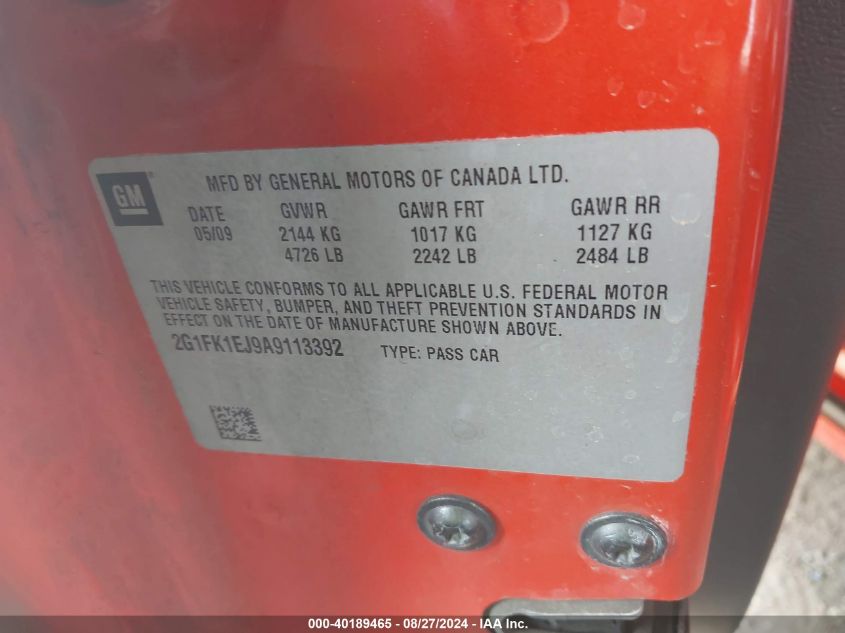 GM
MFD BY GENERAL MOTORS OF CANADA LTD.
DATE GVWR GAWR FRT GAWR RR
05/09 2144 KG 1017 KG 1127 KG
4726 LB 2242 LB 2484 LB
THIS VEHICLE CONFORMS TO ALL APPLICABLE U.S. FEDERAL MOTOR
VEHICLE SAFETY, BUMPER, AND THEFT PREVENTION STANDARDS IN
EFFECT ON THE DATE OF MANUFACTURE SHOWN ABOVE.
2G1FK1EJ9A9113392 TYPE: PASS CAR
000-40189465 - 08/27/2024 - IAA Inc.